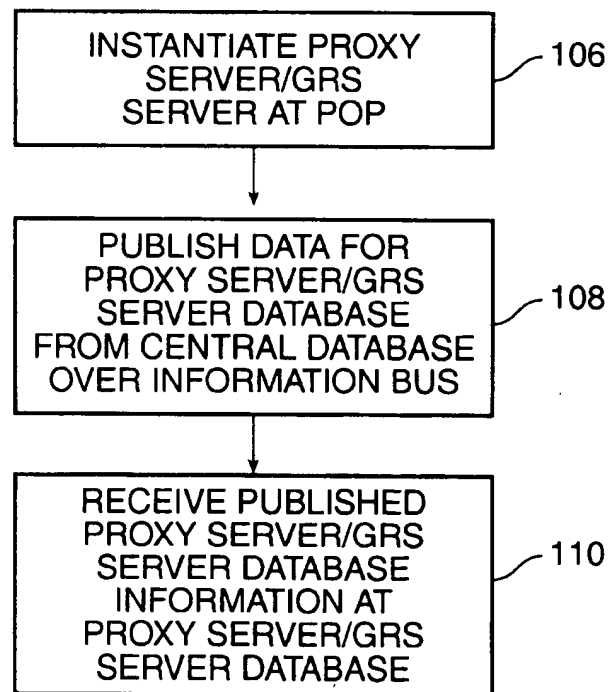 INSTANTIATE PROXY
SERVER/GRS
SERVER AT POP
106
PUBLISH DATA FOR
PROXY SERVER/GRS
SERVER DATABASE
FROM CENTRAL DATABASE
OVER INFORMATION BUS
108
RECEIVE PUBLISHED
PROXY SERVER/GRS
SERVER DATABASE
INFORMATION AT
PROXY SERVER/GRS
SERVER DATABASE
110